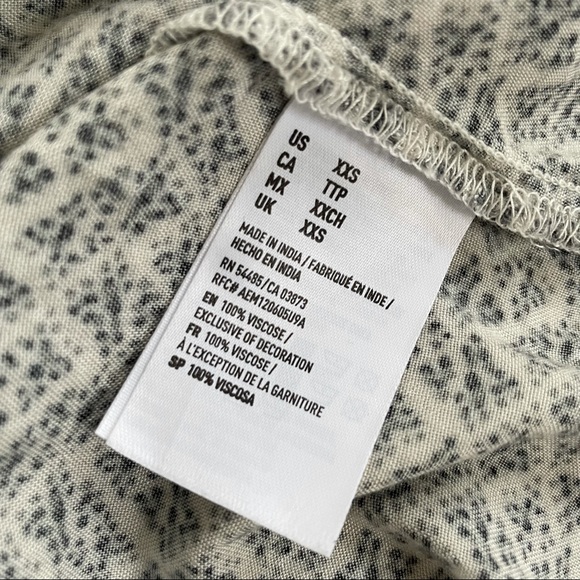 US XXS
CA TTP
MX XXCH
UK XXS
MADE IN INDIA / FABRIQUÉ EN INDE /
HECHO EN INDIA
RN 54485 / CA 03873
RFC# AEM120605U9A
EN 100% VISCOSE /
EXCLUSIVE OF DECORATION
FR 100% VISCOSE /
À L'EXCEPTION DE LA GARNITURE
SP 100% VISCOSA